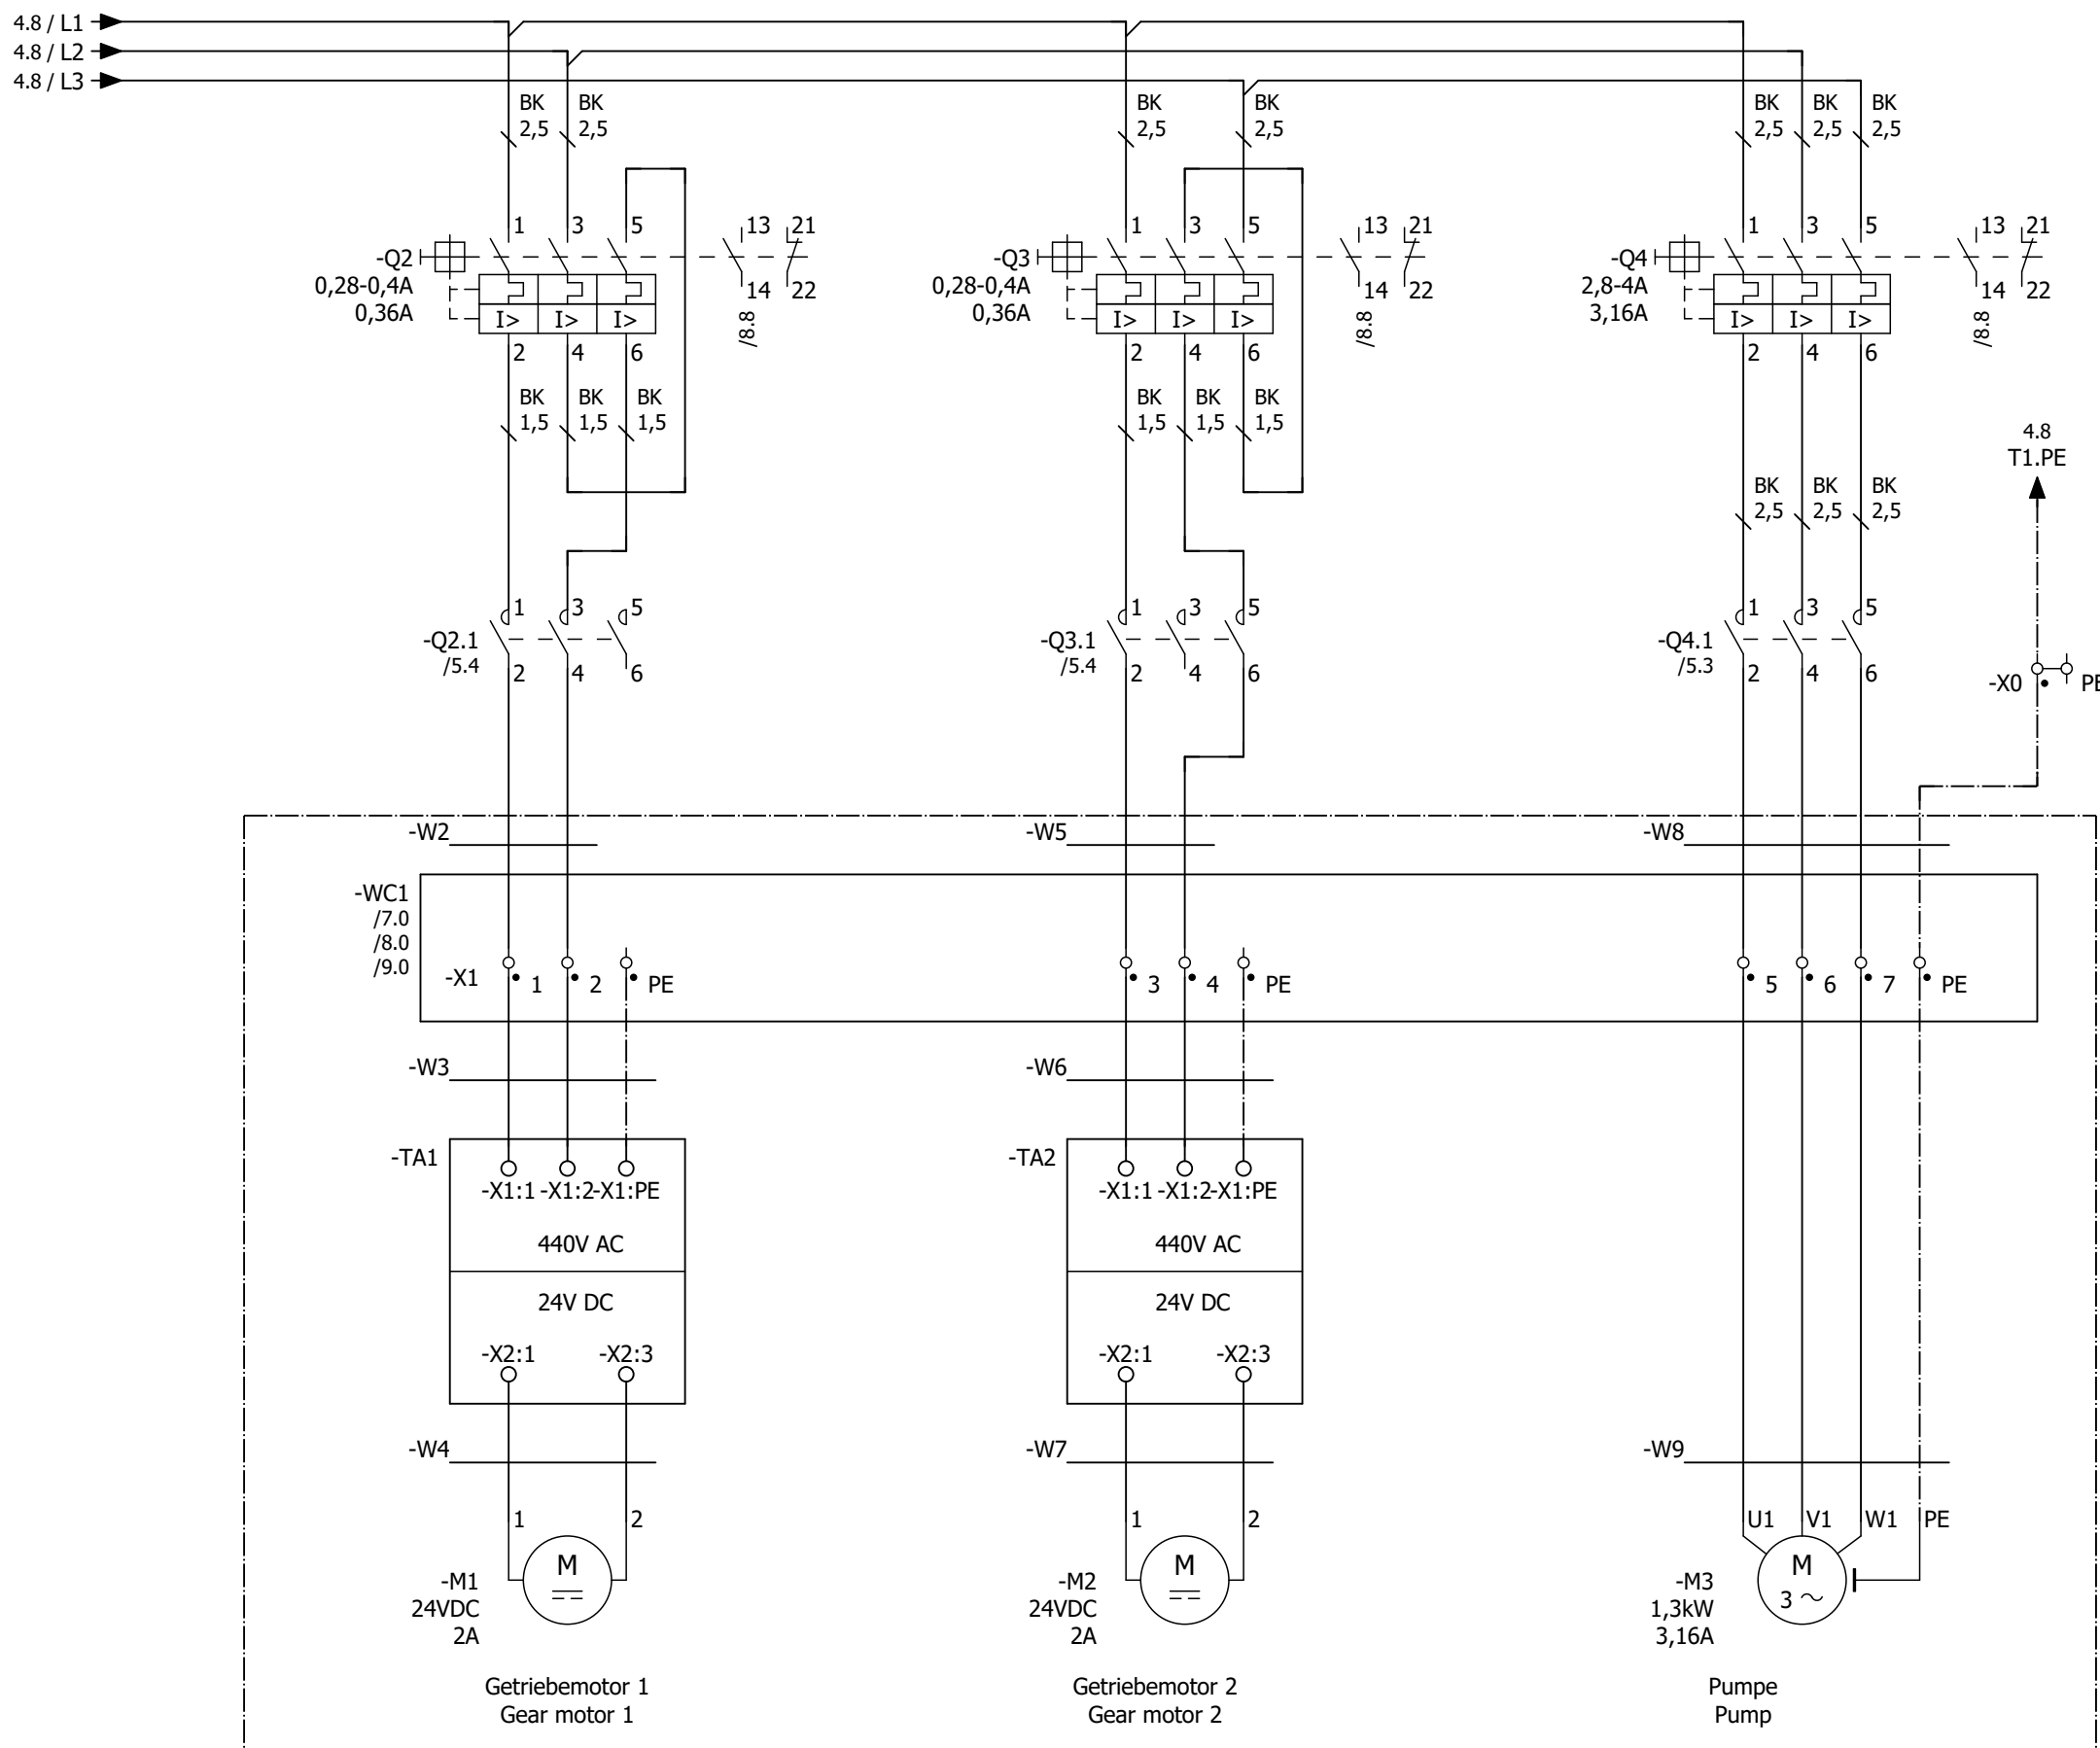 4.8 / L1
4.8 / L2
4.8 / L3
BK BK BK BK BK BK BK
2,5 2,5 2,5 2,5 2,5 2,5 2,5
1 3 5 13 21 1 3 5 13 21 1 3 5 13 21
-Q2 -Q3 -Q4
0,28-0,4A 0,28-0,4A 2,8-4A
14 22 14 22 14 22
0,36A 0,36A 3,16A
I> I> I> I> I> I> I> I> I>
/8.8 /8.8 /8.8
2 4 6 2 4 6 2 4 6
BK BK BK BK BK BK
1,5 1,5 1,5 1,5 1,5 1,5
4.8
T1.PE
BK BK BK
2,5 2,5 2,5
1 3 5 1 3 5 1 3 5
-Q2.1 -Q3.1 -Q4.1
/5.4 /5.4 /5.3
2 4 6 2 4 6 2 4 6
-X0 PE
-W2 -W5 -W8
-WC1
/7.0
/8.0
/9.0
-X1 1 2 PE 3 4 PE 5 6 7 PE
-W3 -W6
-TA1 -TA2
-X1:1 -X1:2 -X1:PE -X1:1 -X1:2 -X1:PE
440V AC 440V AC
24V DC 24V DC
-X2:1 -X2:3 -X2:1 -X2:3
-W4 -W7 -W9
1 2 1 2 U1 V1 W1 PE
M M M
3 ~
-M1 -M2 -M3
24VDC 24VDC 1,3kW
2A 2A 3,16A
Getriebemotor 1 Getriebemotor 2 Pumpe
Gear motor 1 Gear motor 2 Pump